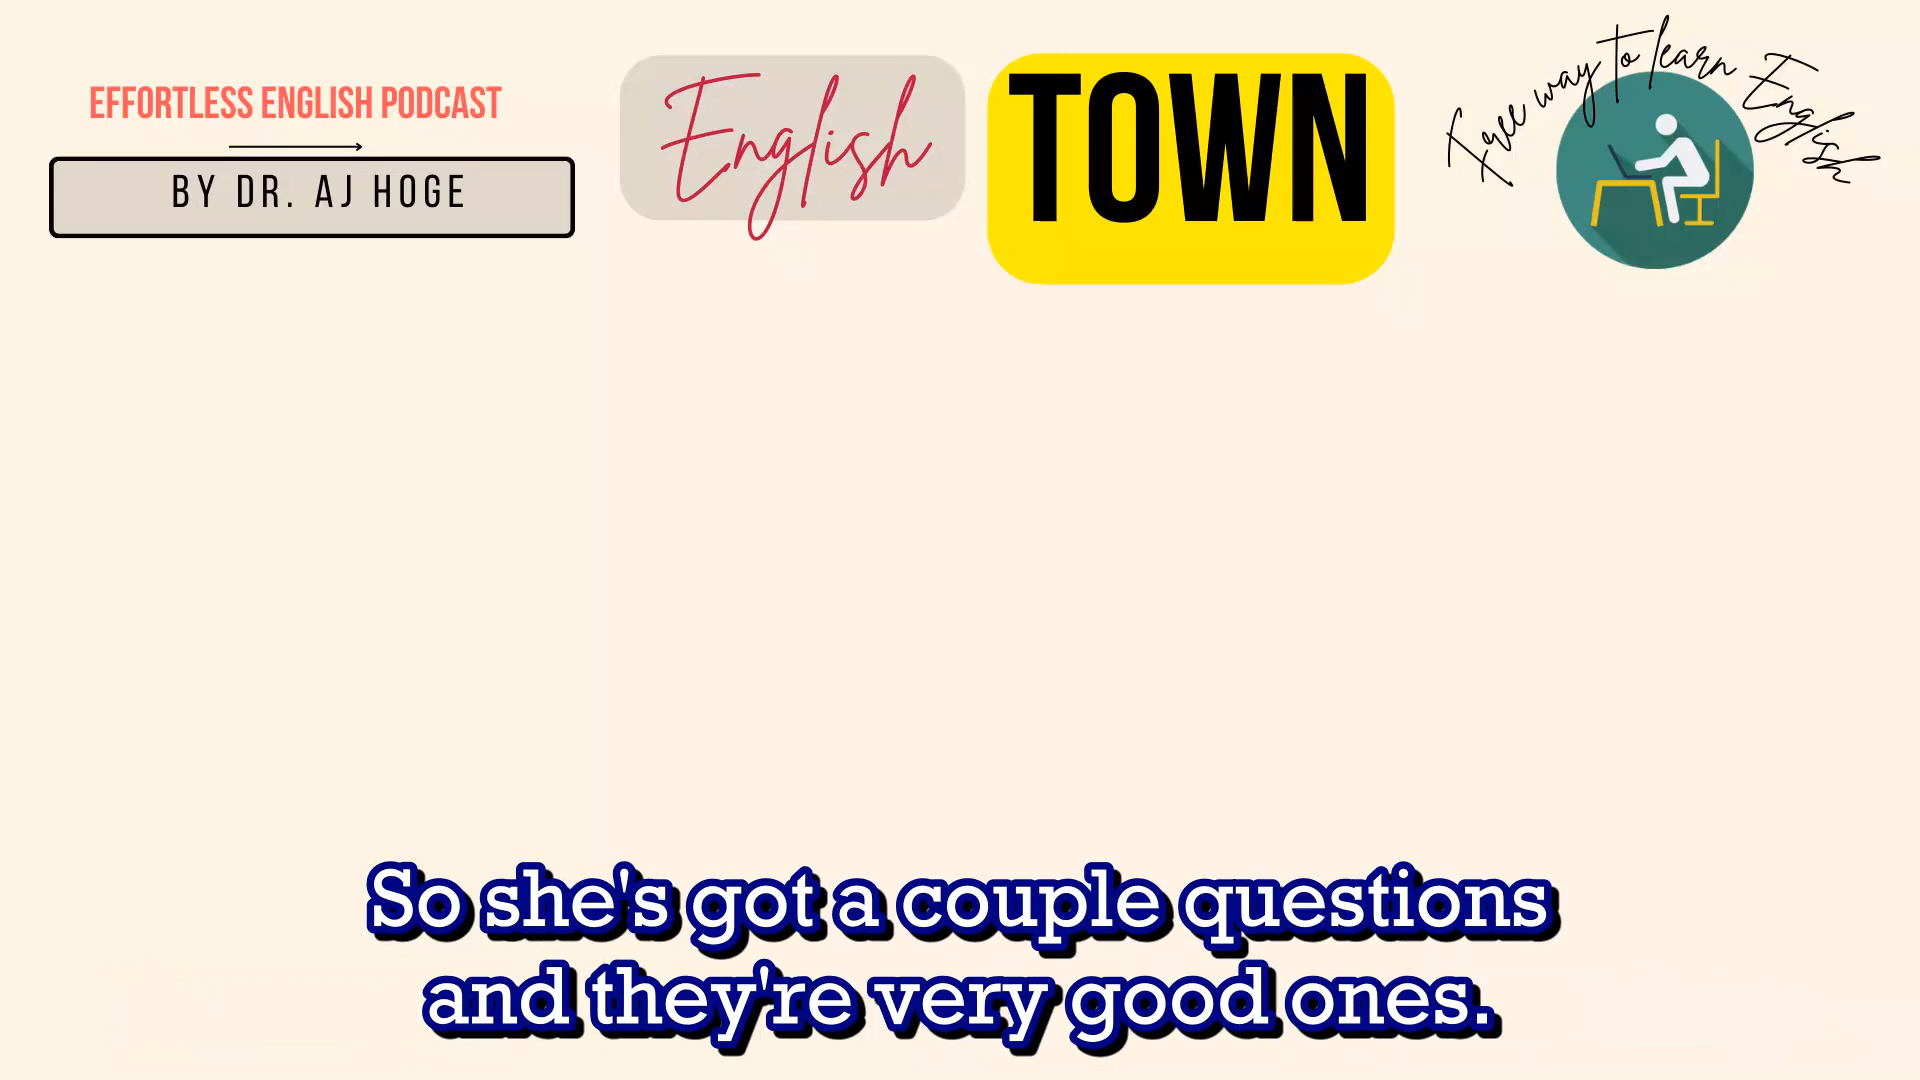 EFFORTLESS ENGLISH PODCAST
BY DR. AJ HOGE
English
TOWN
Free way to learn English
So she's got a couple questions
and they're very good ones.